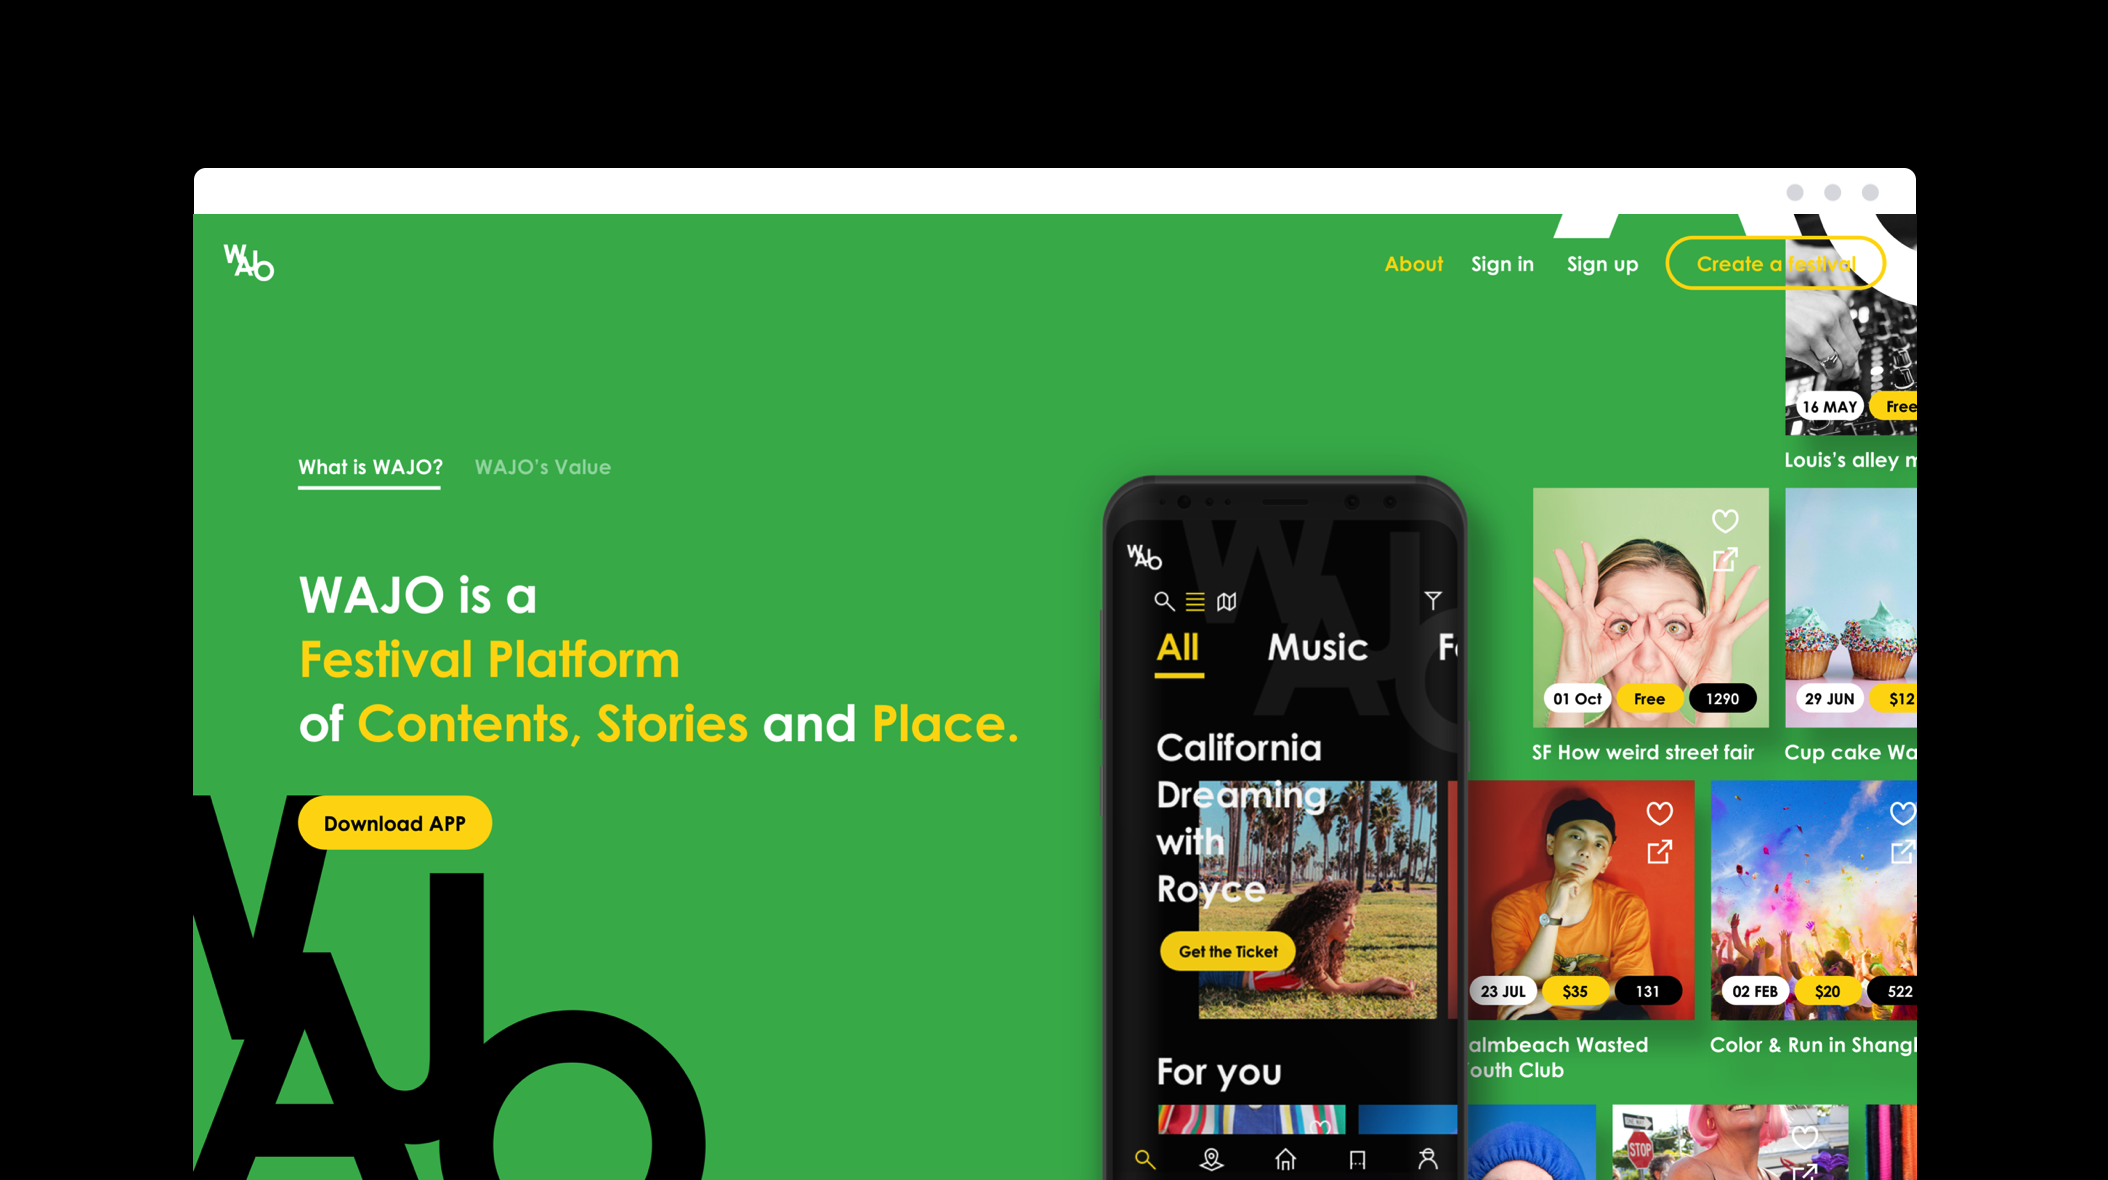 WAJO
About
Sign in
Sign up
Create a festival
16 MAY
Free
Louis's alley
What is WAJO?
WAJO's Value
WAJO is a
Festival Platform
of Contents, Stories and Place.
Download APP
WAJO
WAJO
WAJO
All
Music
California
Dreaming
with
Royce
Get the Ticket
For you
01 Oct
Free
1290
SF How weird street fair
29 JUN
$12
Cup cake
23 JUL
$35
131
almbeach Wasted
outh Club
02 FEB
$20
522
Color & Run in
STOP